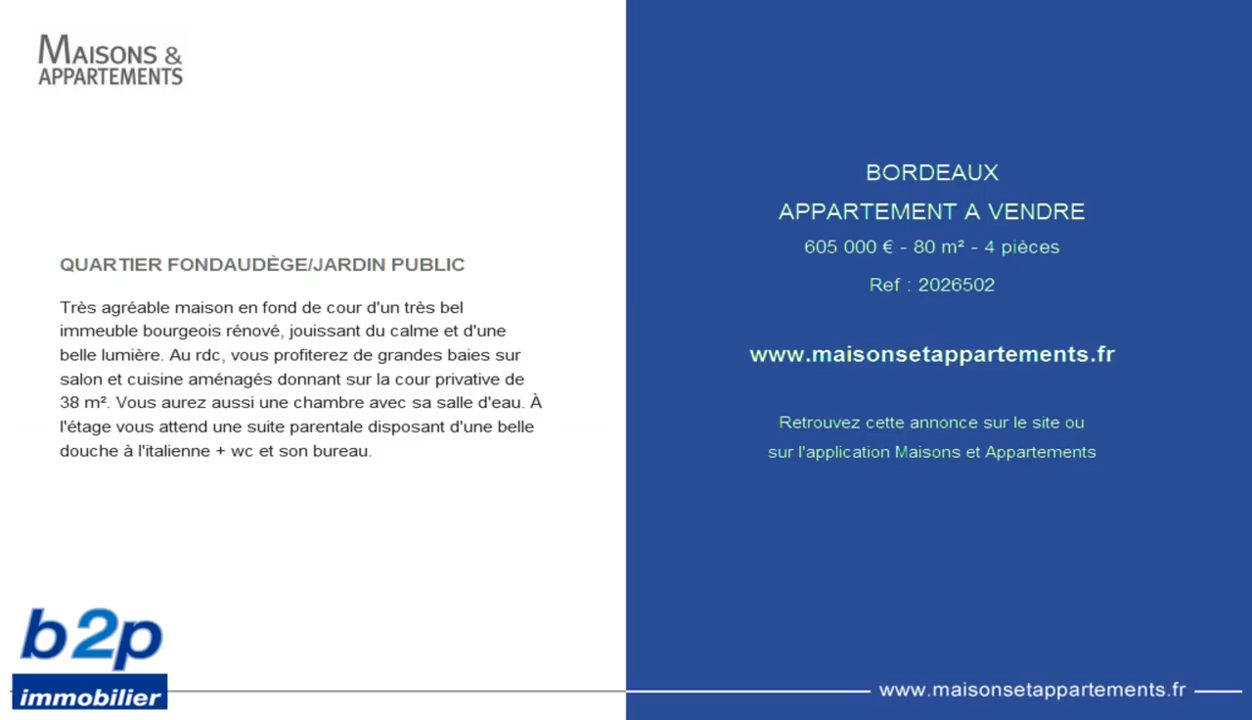 MAISONS &
APPARTEMENTS
QUARTIER FONDAUDÈGE/JARDIN PUBLIC
Très agréable maison en fond de cour d'un très bel
immeuble bourgeois rénové, jouissant du calme et d'une
belle lumière. Au rdc, vous profiterez de grandes baies sur
salon et cuisine aménagés donnant sur la cour privative de
38 m². Vous aurez aussi une chambre avec sa salle d'eau. À
l'étage vous attend une suite parentale disposant d'une belle
douche à l'italienne + wc et son bureau.
b2p
immobilier
BORDEAUX
APPARTEMENT A VENDRE
605 000 € - 80 m² - 4 pièces
Ref : 2026502
www.maisonsetappartements.fr
Retrouvez cette annonce sur le site ou
sur l'application Maisons et Appartements
www.maisonsetappartements.fr